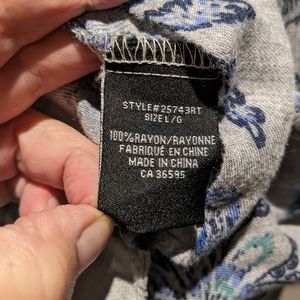 STYLE#25743RT
SIZE L/G
100%RAYON/RAYONNE
FABRIQUÉ EN CHINE
MADE IN CHINA
CA 36595